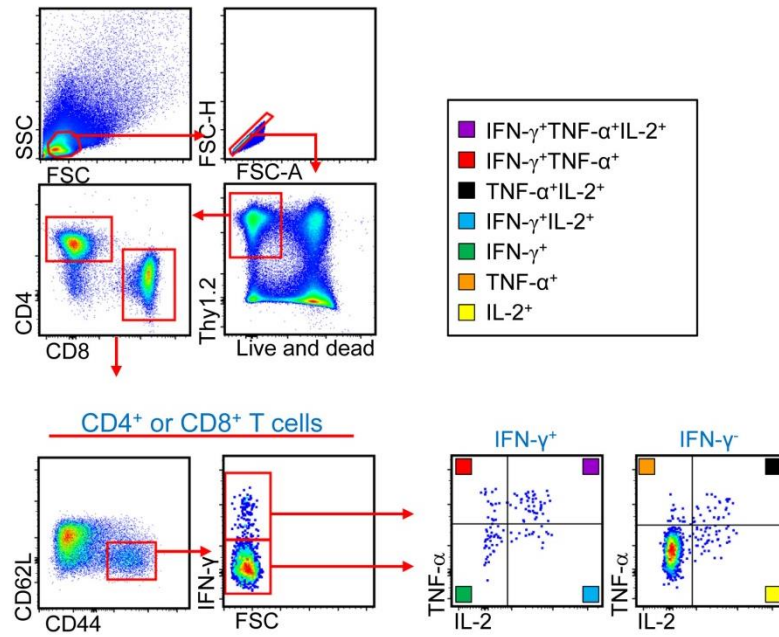 SSC
FSC
FSC-H
FSC-A
CD4
CD8
Thy1.2
Live and dead
IFN-γ⁺TNF-α⁺IL-2⁺
IFN-γ⁺TNF-α⁺
TNF-α⁺IL-2⁺
IFN-γ⁺IL-2⁺
IFN-γ⁺
TNF-α⁺
IL-2⁺
CD4⁺ or CD8⁺ T cells
CD62L
CD44
IFN-γ
FSC
IFN-γ⁺
TNF-α
IL-2
IFN-γ⁻
TNF-α
IL-2